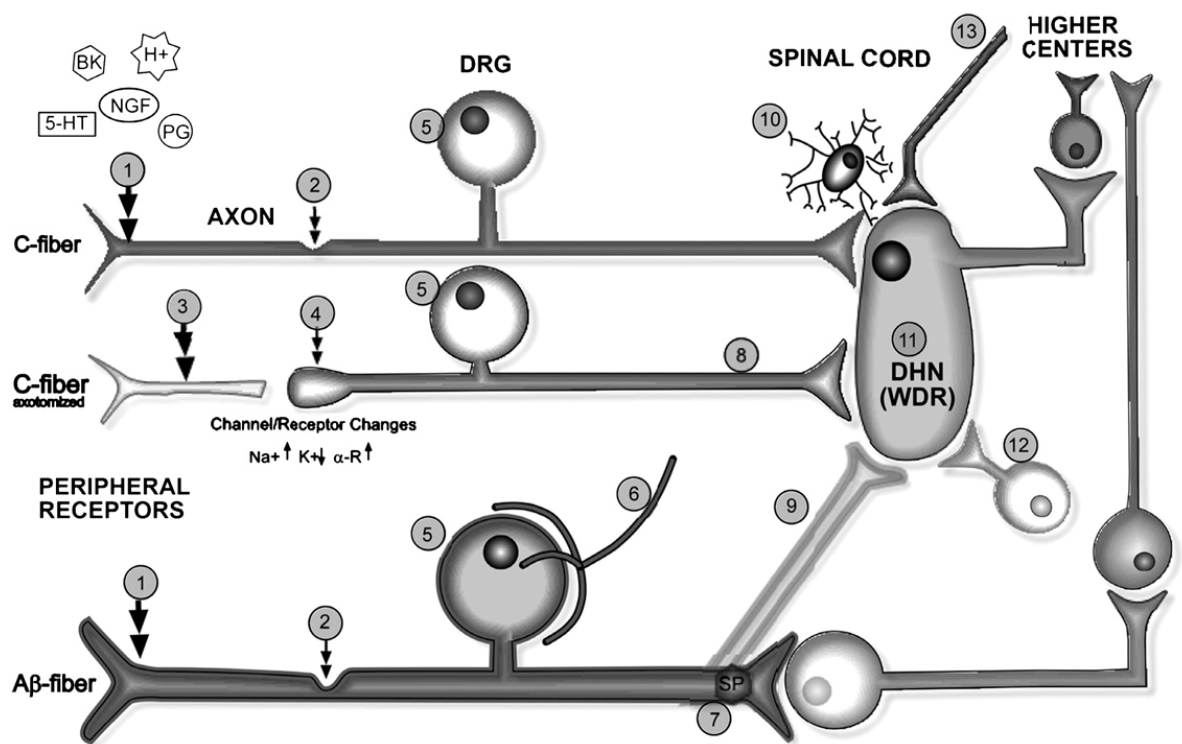 BK
H+
NGF
5-HT
PG
DRG
SPINAL CORD
13
HIGHER
CENTERS
5
10
1
2
AXON
C-fiber
5
3
4
8
11
DHN
(WDR)
C-fiber
axotomized
Channel/Receptor Changes
Na+ ↑ K+↓ α-R ↑
12
PERIPHERAL
RECEPTORS
6
9
5
1
2
Aβ-fiber
SP
7